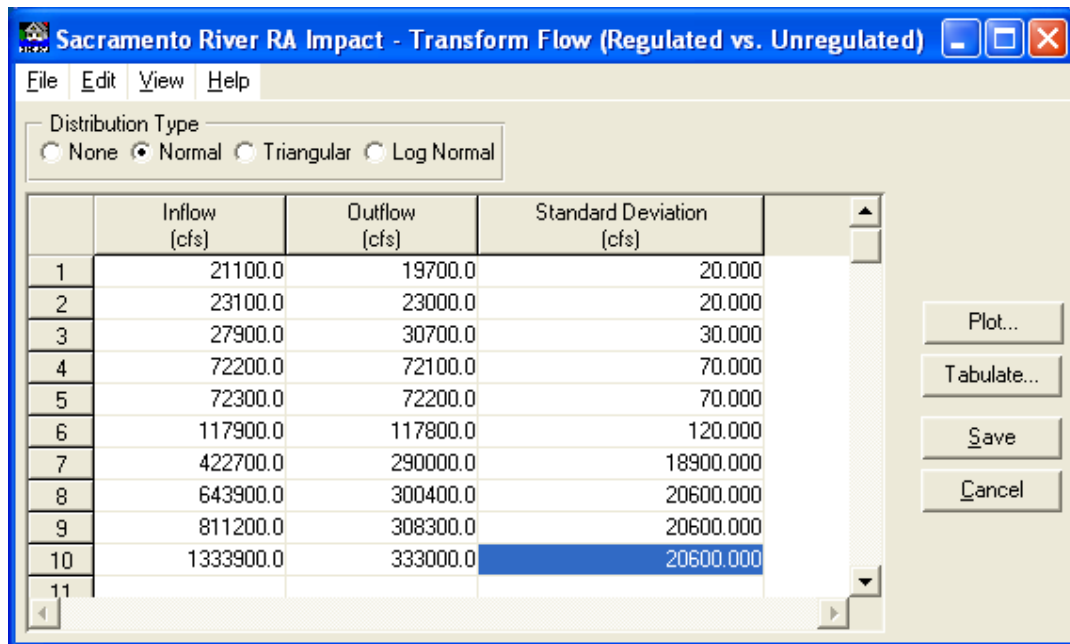 Sacramento River RA Impact - Transform Flow (Regulated vs. Unregulated)
File Edit View Help
Distribution Type
None Normal Triangular Log Normal
Inflow Outflow Standard Deviation
(cfs) (cfs) (cfs)
1 21100.0 19700.0 20.000
2 23100.0 23000.0 20.000
3 27900.0 30700.0 30.000
4 72200.0 72100.0 70.000
5 72300.0 72200.0 70.000
6 117900.0 117800.0 120.000
7 422700.0 290000.0 18900.000
8 643900.0 300400.0 20600.000
9 811200.0 308300.0 20600.000
10 1333900.0 333000.0 20600.000
11
Plot...
Tabulate...
Save
Cancel